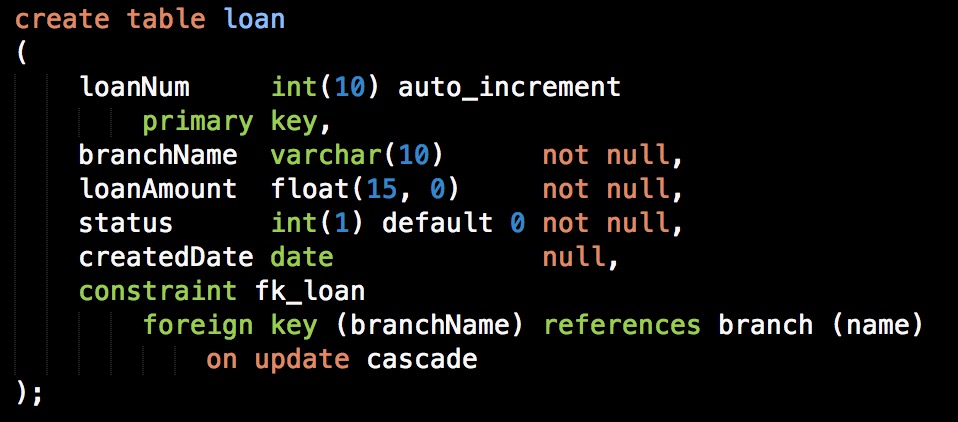 create table loan
(
    loanNum     int(10) auto_increment
        primary key,
    branchName  varchar(10)      not null,
    loanAmount  float(15, 0)     not null,
    status      int(1) default 0 not null,
    createdDate date             null,
    constraint fk_loan
        foreign key (branchName) references branch (name)
            on update cascade
);